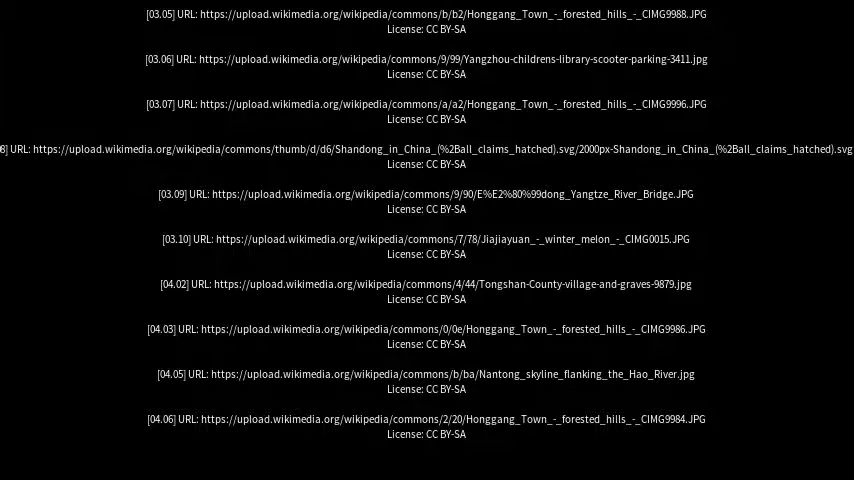 [03.05] URL: https://upload.wikimedia.org/wikipedia/commons/b/b2/Honggang_Town_-_forested_hills_-_CIMG9988.JPG
License: CC BY-SA
[03.06] URL: https://upload.wikimedia.org/wikipedia/commons/9/99/Yangzhou-childrens-library-scooter-parking-3411.jpg
License: CC BY-SA
[03.07] URL: https://upload.wikimedia.org/wikipedia/commons/a/a2/Honggang_Town_-_forested_hills_-_CIMG9996.JPG
License: CC BY-SA
8] URL: https://upload.wikimedia.org/wikipedia/commons/thumb/d/d6/Shandong_in_China_(%2Ball_claims_hatched).svg/2000px-Shandong_in_China_(%2Ball_claims_hatched).svg
License: CC BY-SA
[03.09] URL: https://upload.wikimedia.org/wikipedia/commons/9/90/E%E2%80%99dong_Yangtze_River_Bridge.JPG
License: CC BY-SA
[03.10] URL: https://upload.wikimedia.org/wikipedia/commons/7/78/Jiajiayuan_-_winter_melon_-_CIMG0015.JPG
License: CC BY-SA
[04.02] URL: https://upload.wikimedia.org/wikipedia/commons/4/44/Tongshan-County-village-and-graves-9879.jpg
License: CC BY-SA
[04.03] URL: https://upload.wikimedia.org/wikipedia/commons/0/0e/Honggang_Town_-_forested_hills_-_CIMG9986.JPG
License: CC BY-SA
[04.05] URL: https://upload.wikimedia.org/wikipedia/commons/b/ba/Nantong_skyline_flanking_the_Hao_River.jpg
License: CC BY-SA
[04.06] URL: https://upload.wikimedia.org/wikipedia/commons/2/20/Honggang_Town_-_forested_hills_-_CIMG9984.JPG
License: CC BY-SA